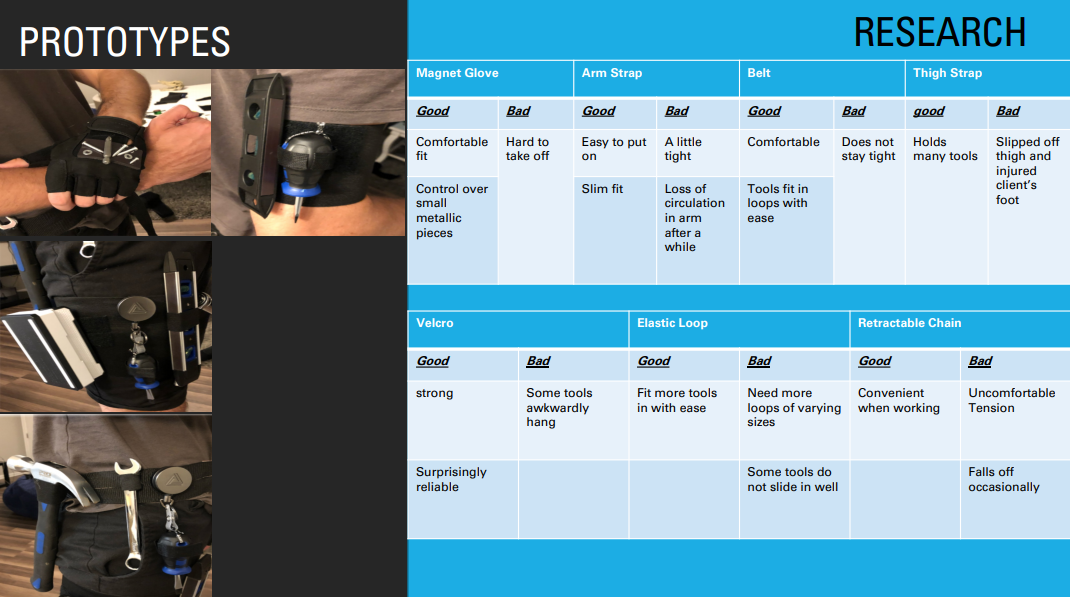 PROTOTYPES
RESEARCH
Magnet Glove
Arm Strap
Belt
Thigh Strap
Good
Bad
Good
Bad
Good
Bad
good
Bad
Comfortable
fit
Hard to
take off
Easy to put
on
A little
tight
Comfortable
Does not
stay tight
Holds
many tools
Slipped off
thigh and
injured
client's
foot
Control over
small
metallic
pieces
Slim fit
Loss of
circulation
in arm
after a
while
Tools fit in
loops with
ease
Velcro
Elastic Loop
Retractable Chain
Good
Bad
Good
Bad
Good
Bad
strong
Some tools
awkwardly
hang
Fit more tools
in with ease
Need more
loops of varying
sizes
Convenient
when working
Uncomfortable
Tension
Surprisingly
reliable
Some tools do
not slide in well
Falls off
occasionally